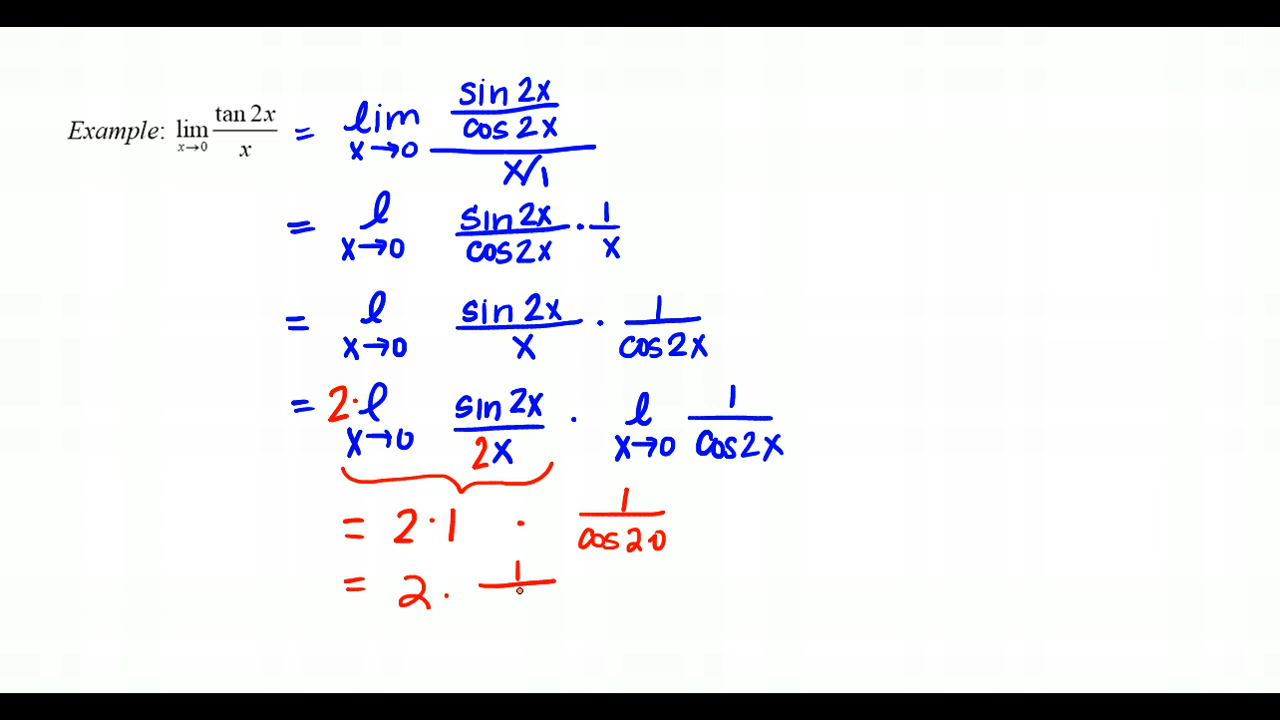 Example: lim x→0 tan 2x / x = lim x→0 (sin 2x / cos 2x) / (x/1)
= l x→0 sin 2x / cos 2x · 1 / x
= l x→0 sin 2x / x · 1 / cos 2x
= 2 · l x→0 sin 2x / 2x · l x→0 1 / cos 2x
= 2 · 1 · 1 / cos 2·0
= 2 · 1 /